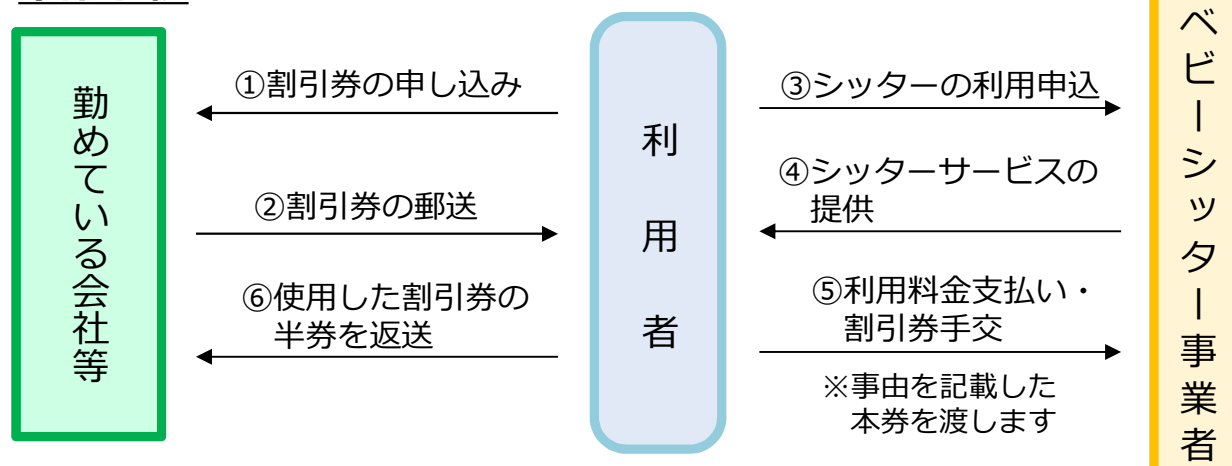 勤めている会社等
①割引券の申し込み
②割引券の郵送
⑥使用した割引券の
半券を返送
利用者
③シッターの利用申込
④シッターサービスの
提供
⑤利用料金支払い・
割引券手交
※事由を記載した
本券を渡します
ベビーシッター事業者